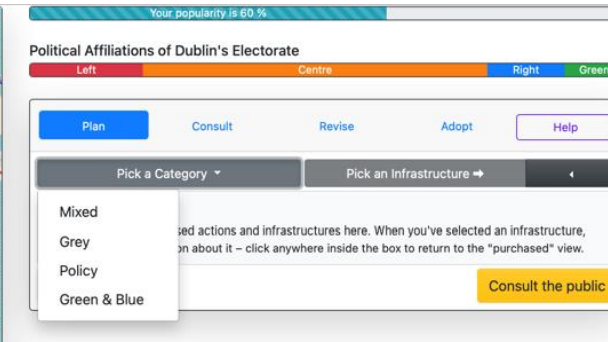 Your popularity is 60 %
Political Affiliations of Dublin's Electorate
Left Centre Right Green
Plan Consult Revise Adopt Help
Pick a Category Pick an Infrastructure ➡
Mixed
Grey
Policy
Green & Blue
sed actions and infrastructures here. When you've selected an infrastructure,
on about it – click anywhere inside the box to return to the "purchased" view.
Consult the public